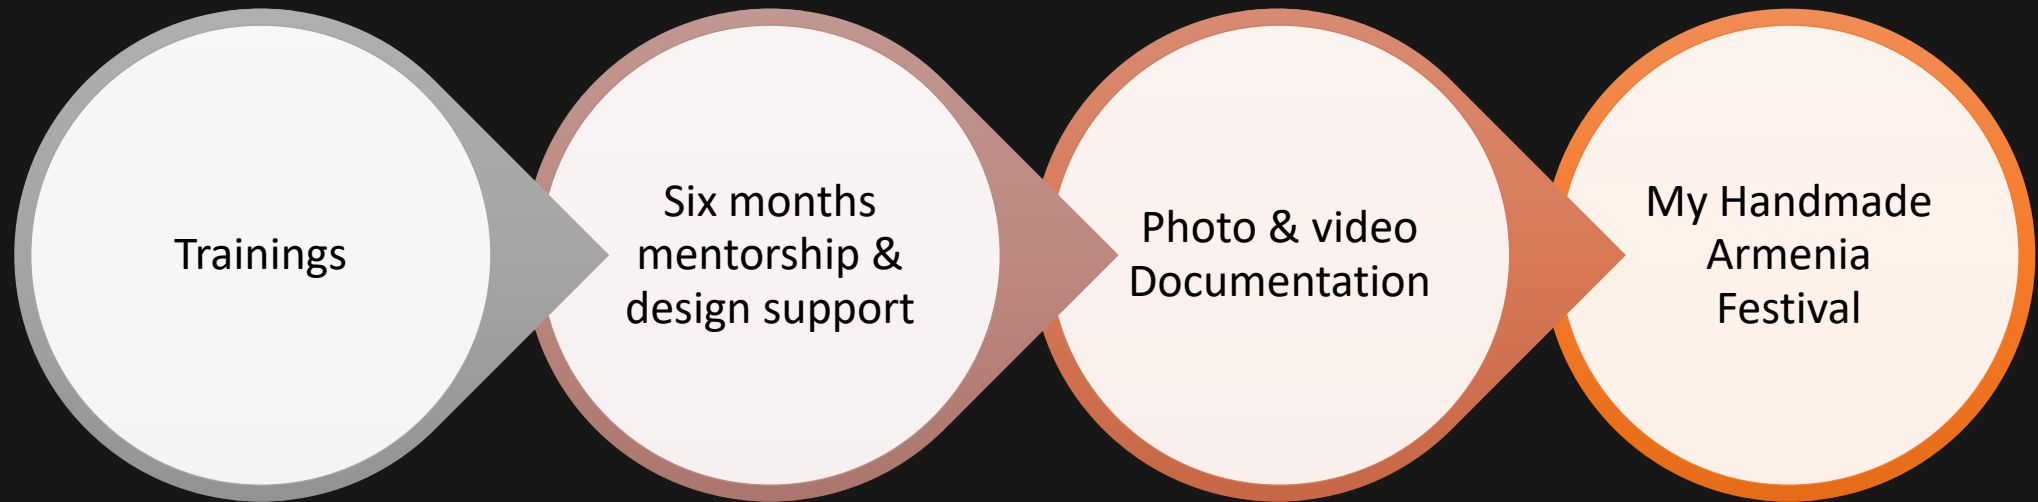 Trainings
Six months
mentorship &
design support
Photo & video
Documentation
My Handmade
Armenia
Festival